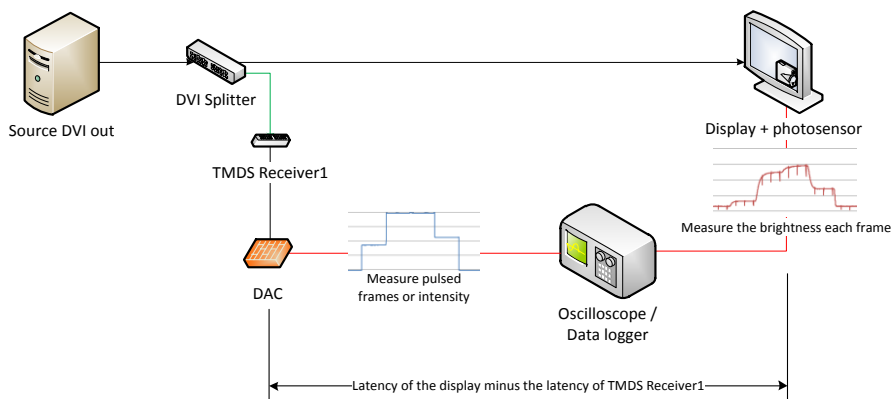 Source DVI out
DVI Splitter
TMDS Receiver1
DAC
Measure pulsed
frames or intensity
Oscilloscope /
Data logger
Display + photosensor
Measure the brightness each frame
Latency of the display minus the latency of TMDS Receiver1